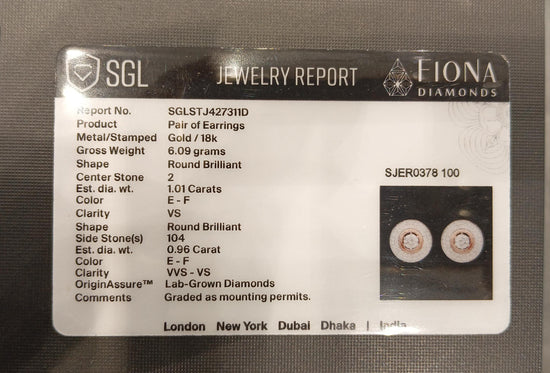 SGL JEWELRY REPORT FIONA
DIAMONDS
Report No. SGLSTJ427311D
Product Pair of Earrings
Metal/Stamped Gold / 18k
Gross Weight 6.09 grams
Shape Round Brilliant
Center Stone 2
Est. dia. wt. 1.01 Carats
Color E - F
Clarity VS
Shape Round Brilliant
Side Stone(s) 104
Est. dia. wt. 0.96 Carat
Color E - F
Clarity VVS - VS
OriginAssure™ Lab-Grown Diamonds
Comments Graded as mounting permits.
SJER0378 100
London New York Dubai Dhaka | India